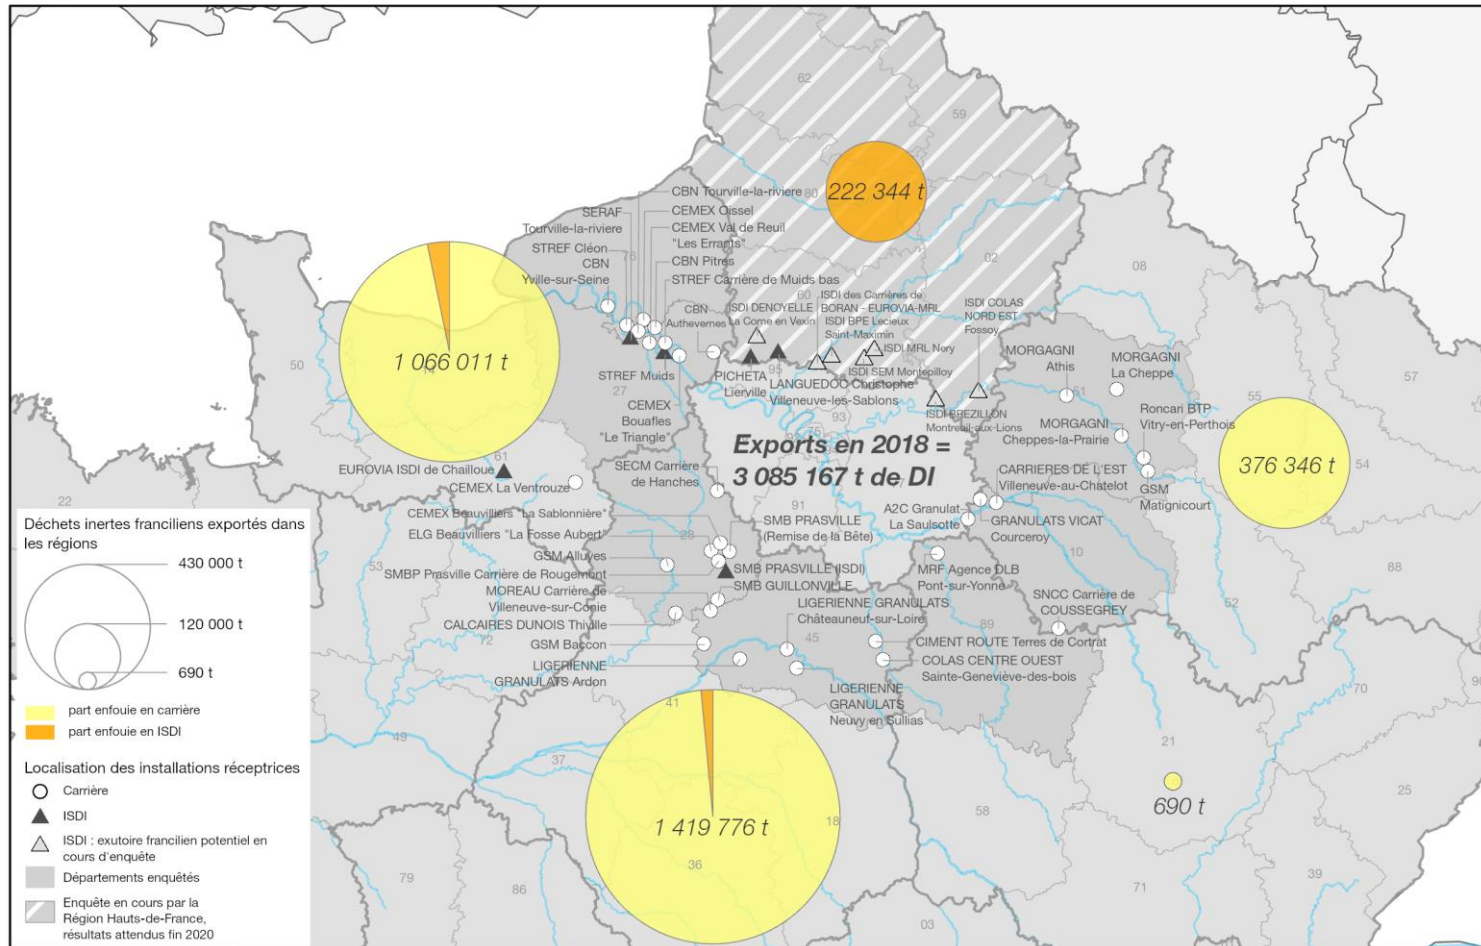 62
59
80
222 344 t
76
02
08
60
CBN Tourville-la-riviere
SERAF
Tourville-la-riviere
CEMEX Oissel
CEMEX Val de Reuil
"Les Errants"
STREF Cléon
CBN
Yville-sur-Seine
CBN Pitres
STREF Carrière de Muids bas
CBN
Authevernes
ISDI DENOYELLE
La Corne en Vexin
ISDI des Carrières de
BORAN - EUROVIA-MRL
ISDI BPE Lecieux
Saint-Maximin
ISDI MRL Nery
ISDI SEM Montepilloy
ISDI COLAS
NORD EST
Fossoy
ISDI BREZILLON
Montreuil-aux-Lions
STREF Muids
PICHETA
Lierville
95
LANGUEDOC Christophe
Villeneuve-les-Sablons
MORGAGNI
Athis
MORGAGNI
La Cheppe
51
57
55
54
MORGAGNI
Cheppes-la-Prairie
Roncari BTP
Vitry-en-Perthois
GSM
Matignicourt
376 346 t
50
14
1 066 011 t
27
CEMEX
Bouafles
"Le Triangle"
93
75
91
Exports en 2018 =
3 085 167 t de DI
CARRIERES DE L'EST
Villeneuve-au-Chatelot
A2C Granulat
La Saulsotte
GRANULATS VICAT
Courceroy
10
61
EUROVIA ISDI de Chailloue
CEMEX La Ventrouze
SECM Carrière
de Hanches
CEMEX Beauvilliers "La Sablonnière"
ELG Beauvilliers "La Fosse Aubert"
28
SMB PRASVILLE
(Remise de la Bête)
GSM Alluyes
SMBP Prasville Carrière de Rougemont
SMB PRASVILLE (ISDI)
MOREAU Carrière de
Villeneuve-sur-Conie
SMB GUILLONVILLE
CALCAIRES DUNOIS Thiville
GSM Baccon
LIGERIENNE
GRANULATS Ardon
LIGERIENNE GRANULATS
Châteauneuf-sur-Loire
45
LIGERIENNE
GRANULATS
Neuvy en Sullias
MRF Agence DLB
Pont-sur-Yonne
89
SNCC Carrière de
COUSSEGREY
CIMENT ROUTE Terres de Cortrat
COLAS CENTRE OUEST
Sainte-Geneviève-des-bois
88
52
70
90
22
53
72
49
41
37
18
36
1 419 776 t
58
21
690 t
25
39
71
03
79
86
Déchets inertes franciliens exportés dans
les régions
430 000 t
120 000 t
690 t
part enfouie en carrière
part enfouie en ISDI
Localisation des installations réceptrices
Carrière
ISDI
ISDI : exutoire francilien potentiel en
cours d'enquête
Départements enquêtés
Enquête en cours par la
Région Hauts-de-France,
résultats attendus fin 2020